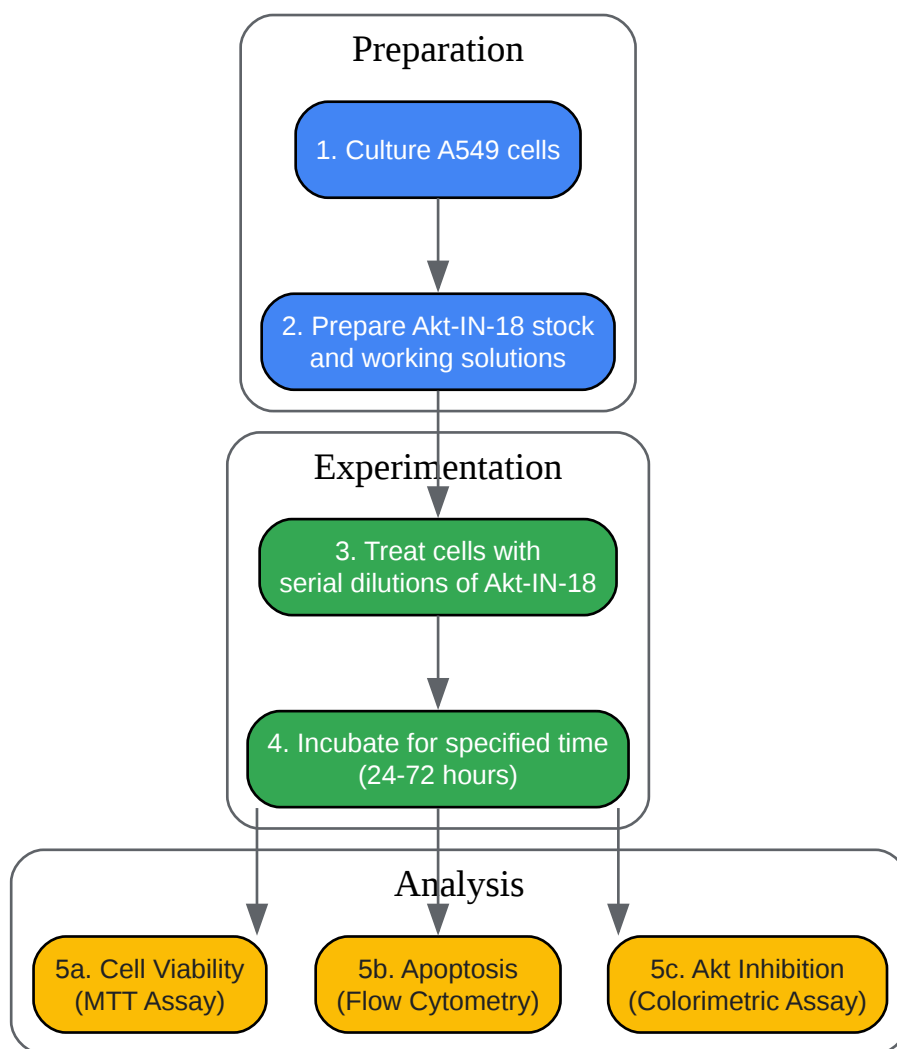 Preparation
1. Culture A549 cells
2. Prepare Akt-IN-18 stock
and working solutions
Experimentation
3. Treat cells with
serial dilutions of Akt-IN-18
4. Incubate for specified time
(24-72 hours)
Analysis
5a. Cell Viability
(MTT Assay)
5b. Apoptosis
(Flow Cytometry)
5c. Akt Inhibition
(Colorimetric Assay)